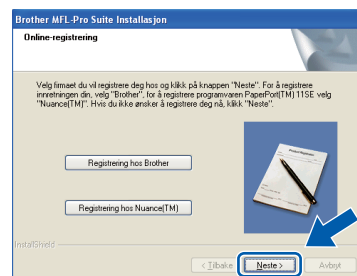 Brother MFL-Pro Suite Installasjon
Online-registrering
Velg firmaet du vil registrere deg hos og klikk på knappen "Neste". For å registrere
innretningen din, velg "Brother", for å registrere programvaren PaperPort(TM) 11SE velg
"Nuance(TM)". Hvis du ikke ønsker å registrere deg nå, klikk "Neste".
Registrering hos Brother
Registrering hos Nuance(TM)
InstallShield
< Tilbake
Neste >
Avbryt